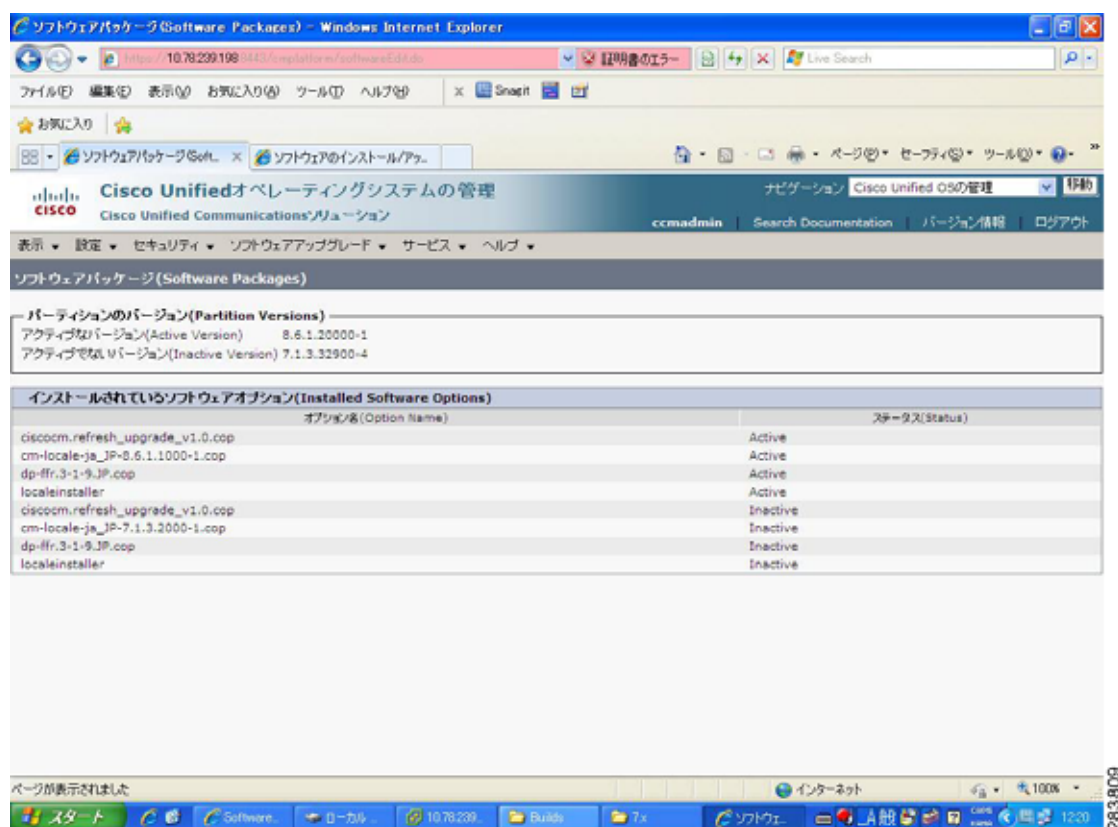 ソフトウェアパッケージ(Software Packages) - Windows Internet Explorer
https://10.78.239.198:8443/cmplatform/softwareEdit.do 証明書のエラー Live Search
ファイル(F) 編集(E) 表示(V) お気に入り(A) ツール(T) ヘルプ(H) x Snagit
お気に入り
ソフトウェアパッケージ(Soft... x ソフトウェアのインストール/アッ... ページ(P) セーフティ(S) ツール(O) »
CISCO
Cisco Unifiedオペレーティングシステムの管理
Cisco Unified Communicationsソリューション
ナビゲーション Cisco Unified OSの管理 移動
ccmadmin | Search Documentation | バージョン情報 | ログアウト
表示 設定 セキュリティ ソフトウェアアップグレード サービス ヘルプ
ソフトウェアパッケージ(Software Packages)
パーティションのバージョン(Partition Versions)
アクティブなバージョン(Active Version) 8.6.1.20000-1
アクティブでないバージョン(Inactive Version) 7.1.3.32900-4
インストールされているソフトウェアオプション(Installed Software Options)
オプション名(Option Name) ステータス(Status)
ciscocm.refresh_upgrade_v1.0.cop Active
cm-locale-ja_JP-8.6.1.1000-1.cop Active
dp-ffr.3-1-9.JP.cop Active
localeinstaller Active
ciscocm.refresh_upgrade_v1.0.cop Inactive
cm-locale-ja_JP-7.1.3.2000-1.cop Inactive
dp-ffr.3-1-9.JP.cop Inactive
localeinstaller Inactive
ページが表示されました インターネット 100%
スタート Software... ローカル ... 10.78.239... Builds 7.x ソフトウェ... A 般 CAPS KANA 12:20
293809